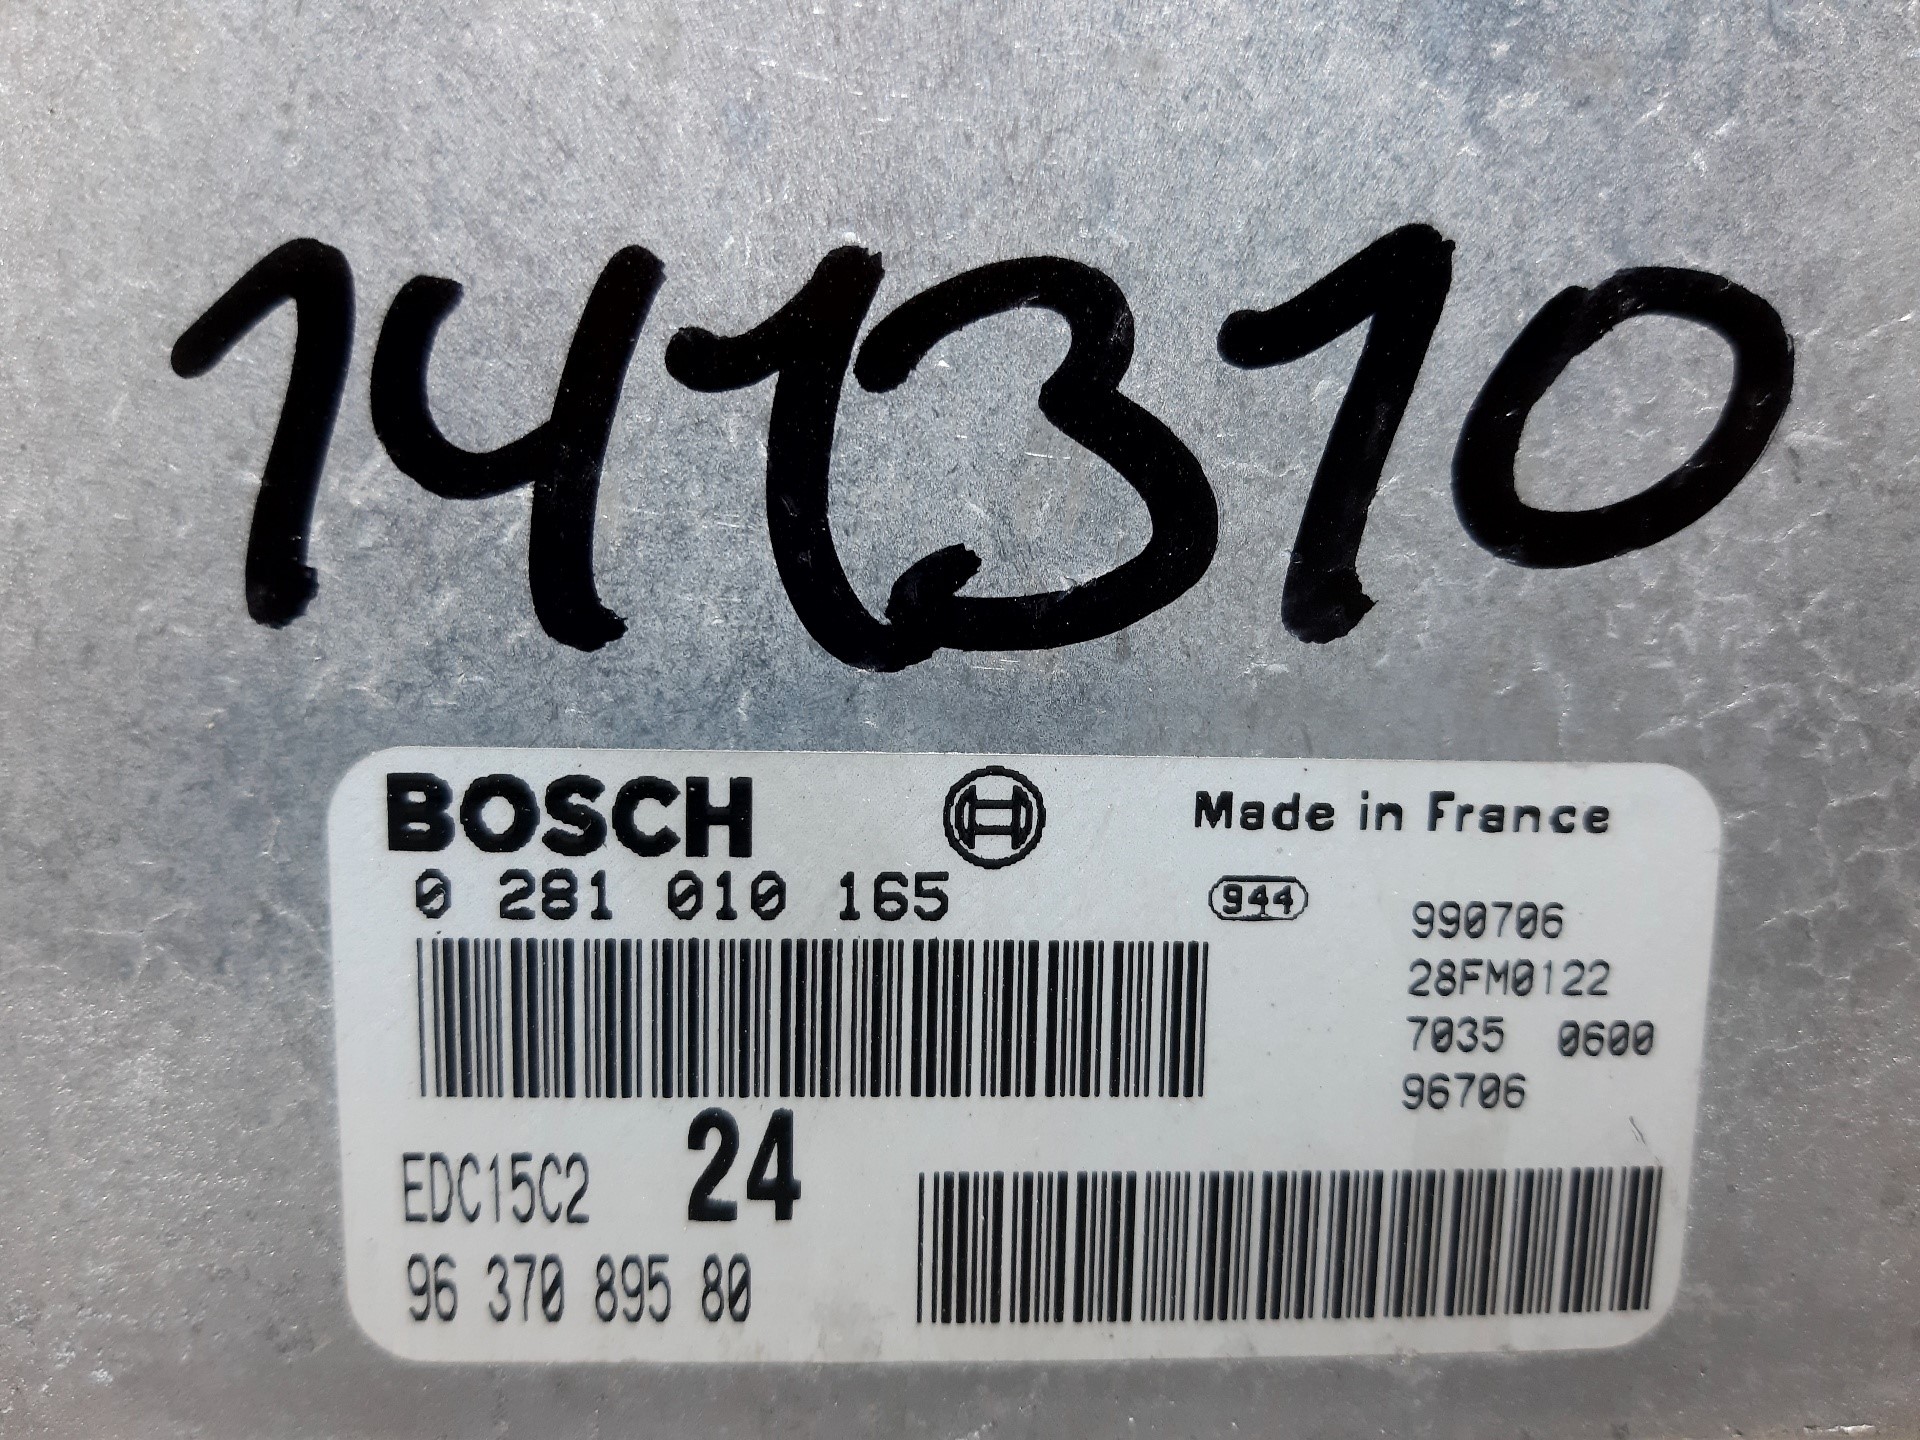 141310
BOSCH
Made in France
0 281 010 165
944
990706
28FM0122
7035 0600
96706
EDC15C2
24
96 370 895 80